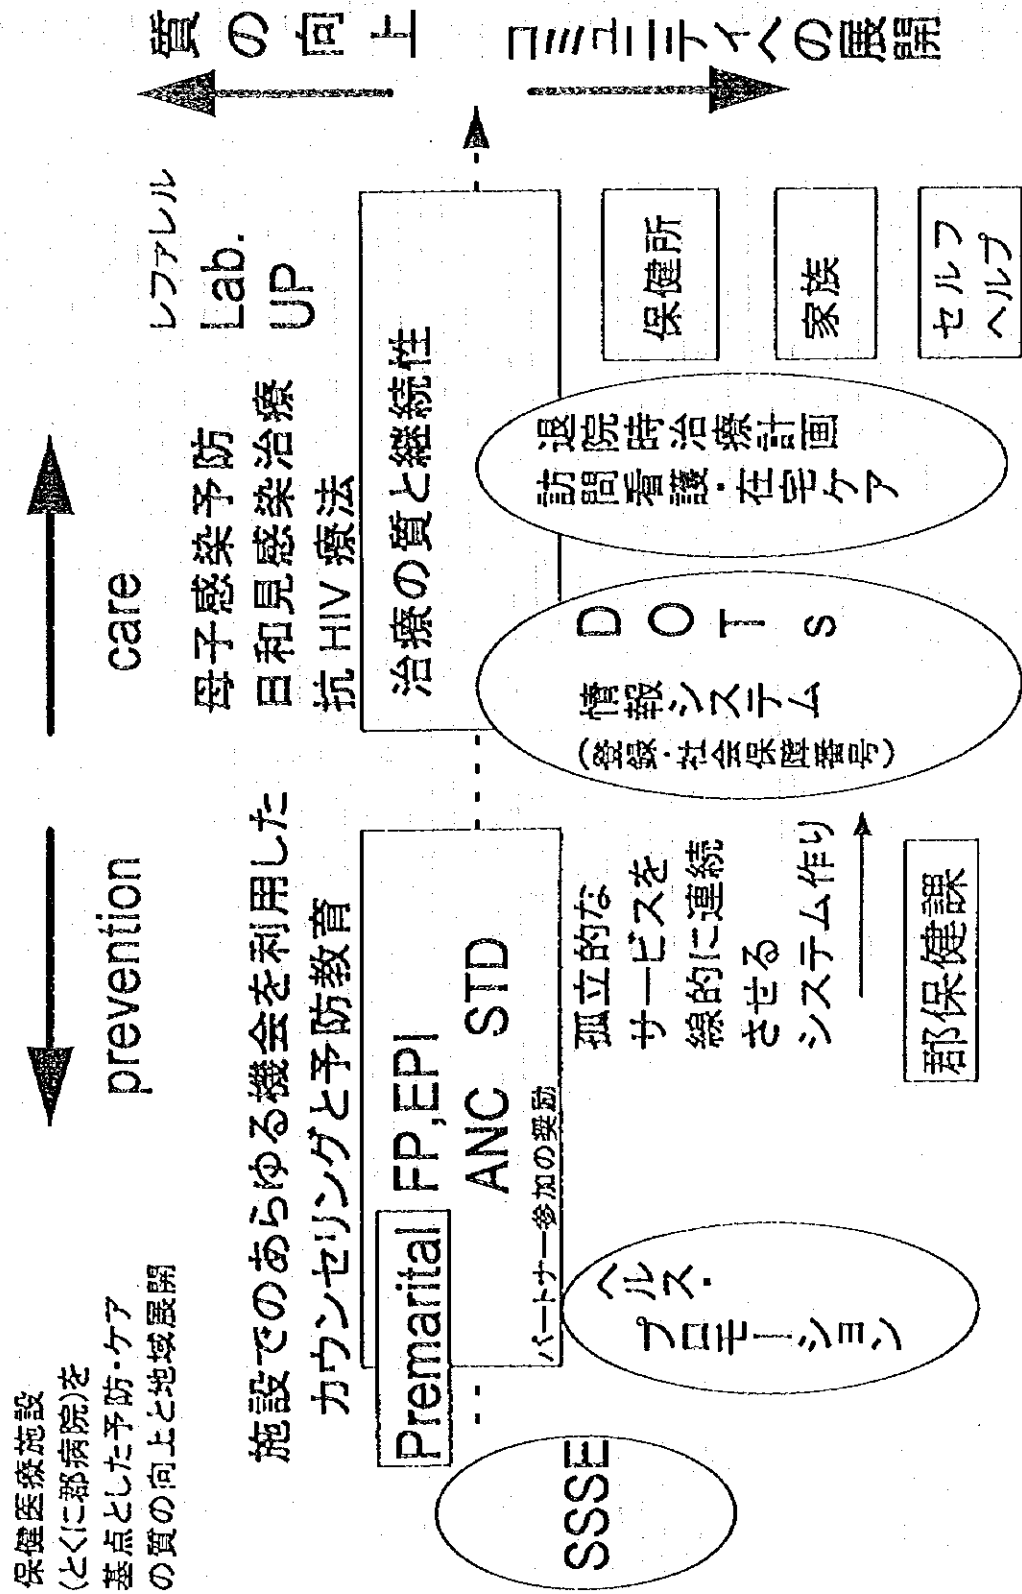 保健医療施設
(とくに郡病院)を
基点とした予防・ケア
の質の向上と地域展開
prevention
care
施設でのあらゆる機会を利用した
カウンセリングと予防教育
母子感染予防
日和見感染治療
抗 HIV 療法
レファレル
Lab.
UP
質の向上
コミュニティへの展開
SSSE
Premarital
FP,EPI
ANC STD
パートナー参加の奨励
治療の質と継続性
ヘルス・
プロモーション
孤立的な
サービスを
線的に連続
させる
システム作り
郡保健課
DOTs
情報システム
(登録・社会保障番号)
退院時治療計画
訪問看護・在宅ケア
保健所
家族
セルフ
ヘルプ